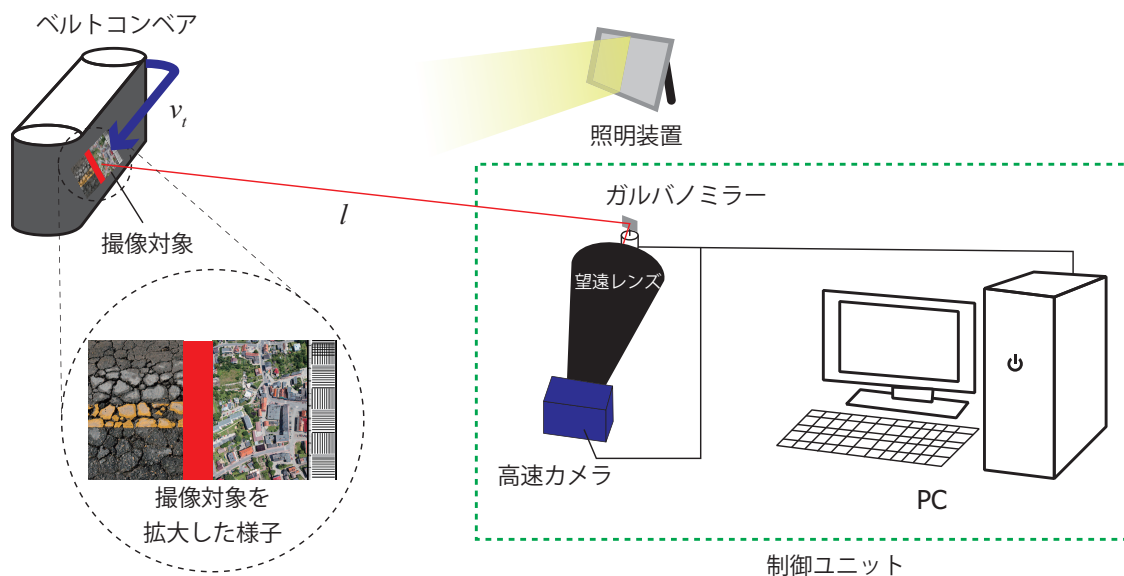 ベルトコンベア
v_t
照明装置
ガルバノミラー
l
撮像対象
望遠レンズ
撮像対象を
拡大した様子
高速カメラ
PC
制御ユニット